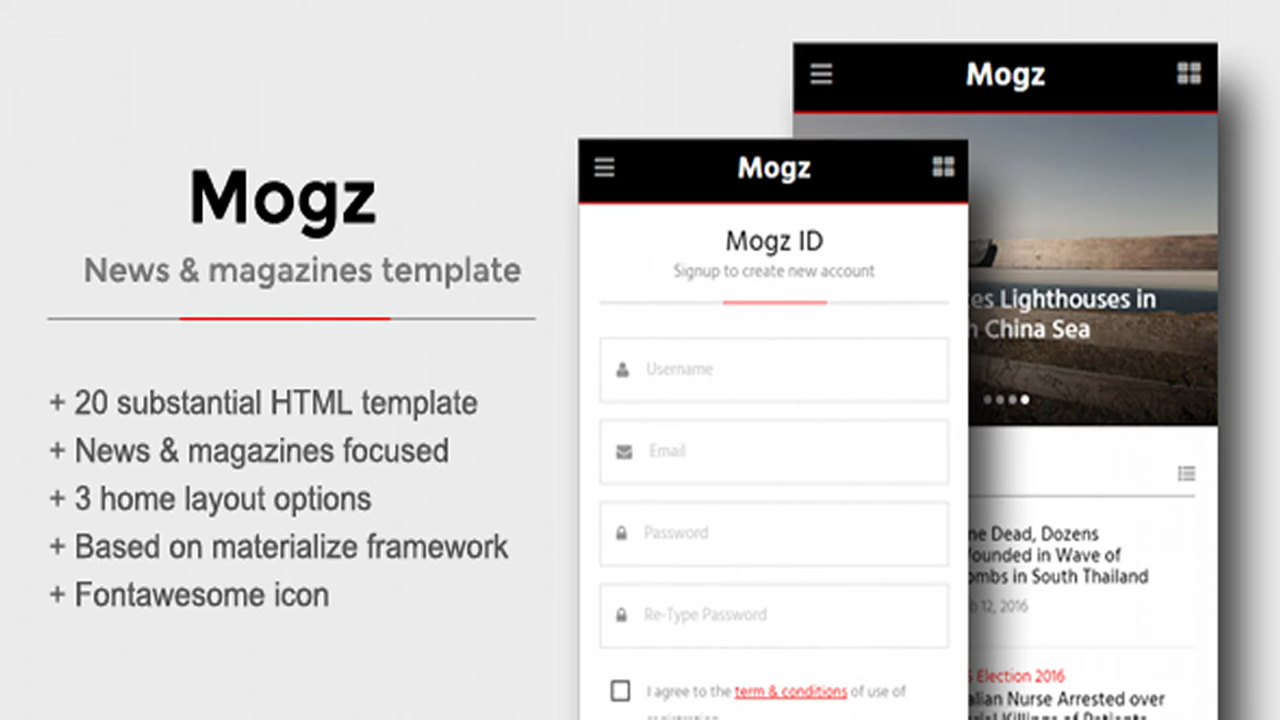 Mogz
News & magazines template
+ 20 substantial HTML template
+ News & magazines focused
+ 3 home layout options
+ Based on materialize framework
+ Fontawesome icon
Mogz
Mogz ID
Signup to create new account
Username
Email
Password
Re-Type Password
I agree to the term & conditions of use of
Mogz
Lighthouses in
China Sea
Dead, Dozens
in Wave of
in South Thailand
12, 2016
Election 2016
Nurse Arrested over